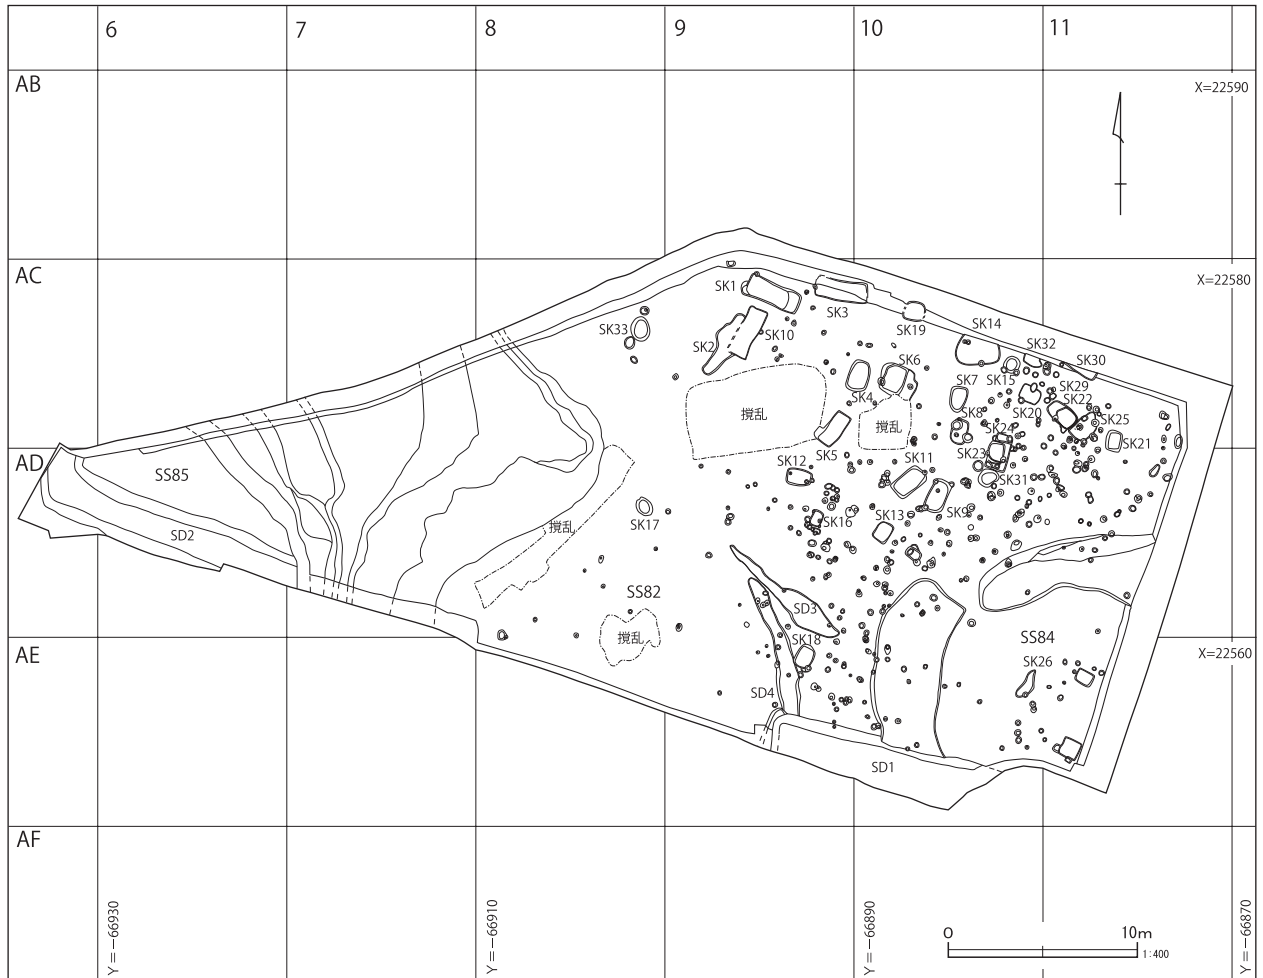 6 7 8 9 10 11
AB
X=22590
AC
X=22580
SK1
SK3
SK19
SK14
SK33
SK2
SK10
SK32
SK30
SK6
SK7
SK15
SK29
SK4
SK22
撹乱
撹乱
SK8
SK20
SK25
SK24
SK21
SK5
AD
SK12
SK11
SK23
SS85
SK31
SK17
SK16
SK13
SK9
撹乱
SD2
SS82
SD3
撹乱
SK18
SS84
AE
X=22560
SK26
SD4
SD1
AF
Y=-66930
Y=-66910
Y=-66890
Y=-66870
0 10m
1:400